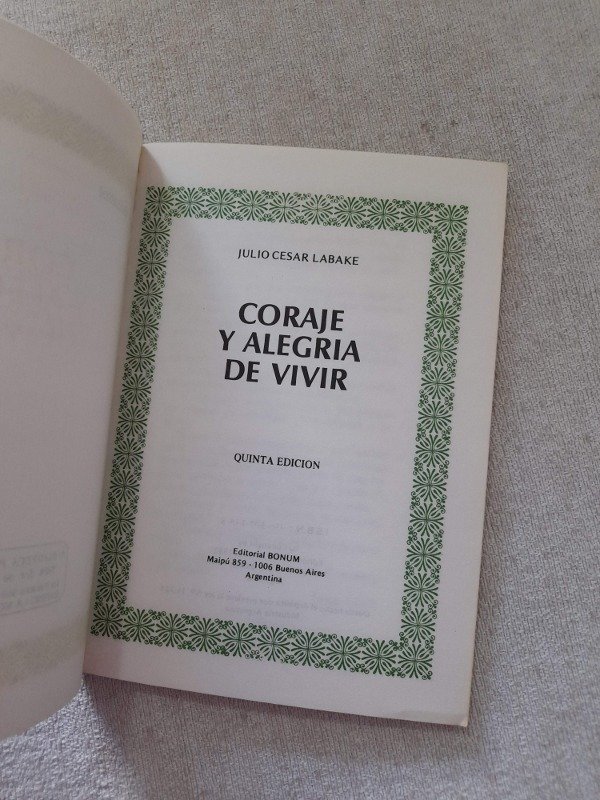 JULIO CESAR LABAKE
CORAJE
Y ALEGRIA
DE VIVIR
QUINTA EDICION
Editorial BONUM
Maipú 859 - 1006 Buenos Aires
Argentina